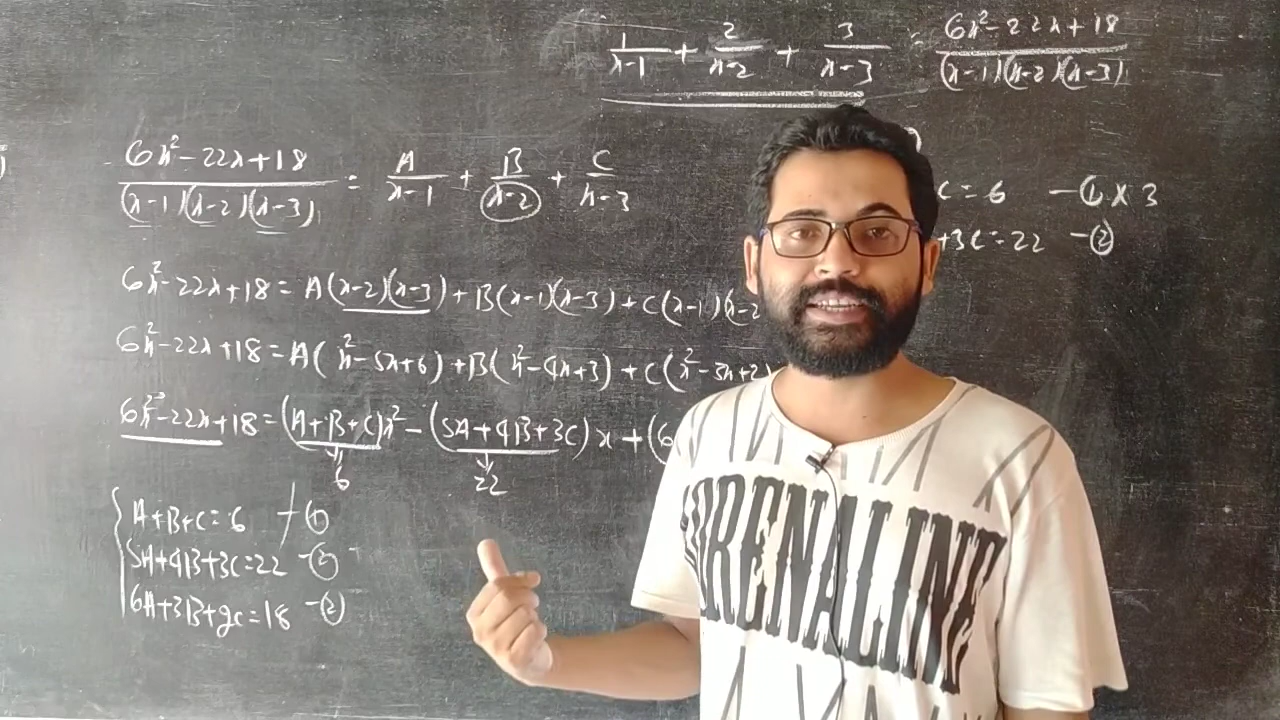 1/(x-1) + 2/(x-2) + 3/(x-3) = (6x²-22x+18)/((x-1)(x-2)(x-3))
(6x²-22x+18)/((x-1)(x-2)(x-3)) = A/(x-1) + B/(x-2) + C/(x-3)
C = 6 — ① × 3
+3C = 22 — ②
6x²-22x+18 = A(x-2)(x-3) + B(x-1)(x-3) + C(x-1)(x-2
6x²-22x+18 = A(x²-5x+6) + B(x²-4x+3) + C(x²-3x+2)
6x²-22x+18 = (A+B+C)x² - (5A+4B+3C)x + (6
6
22
A+B+C=6 — ①
5A+4B+3C=22 — ②
6A+3B+2C=18 — ②
ADRENALINE